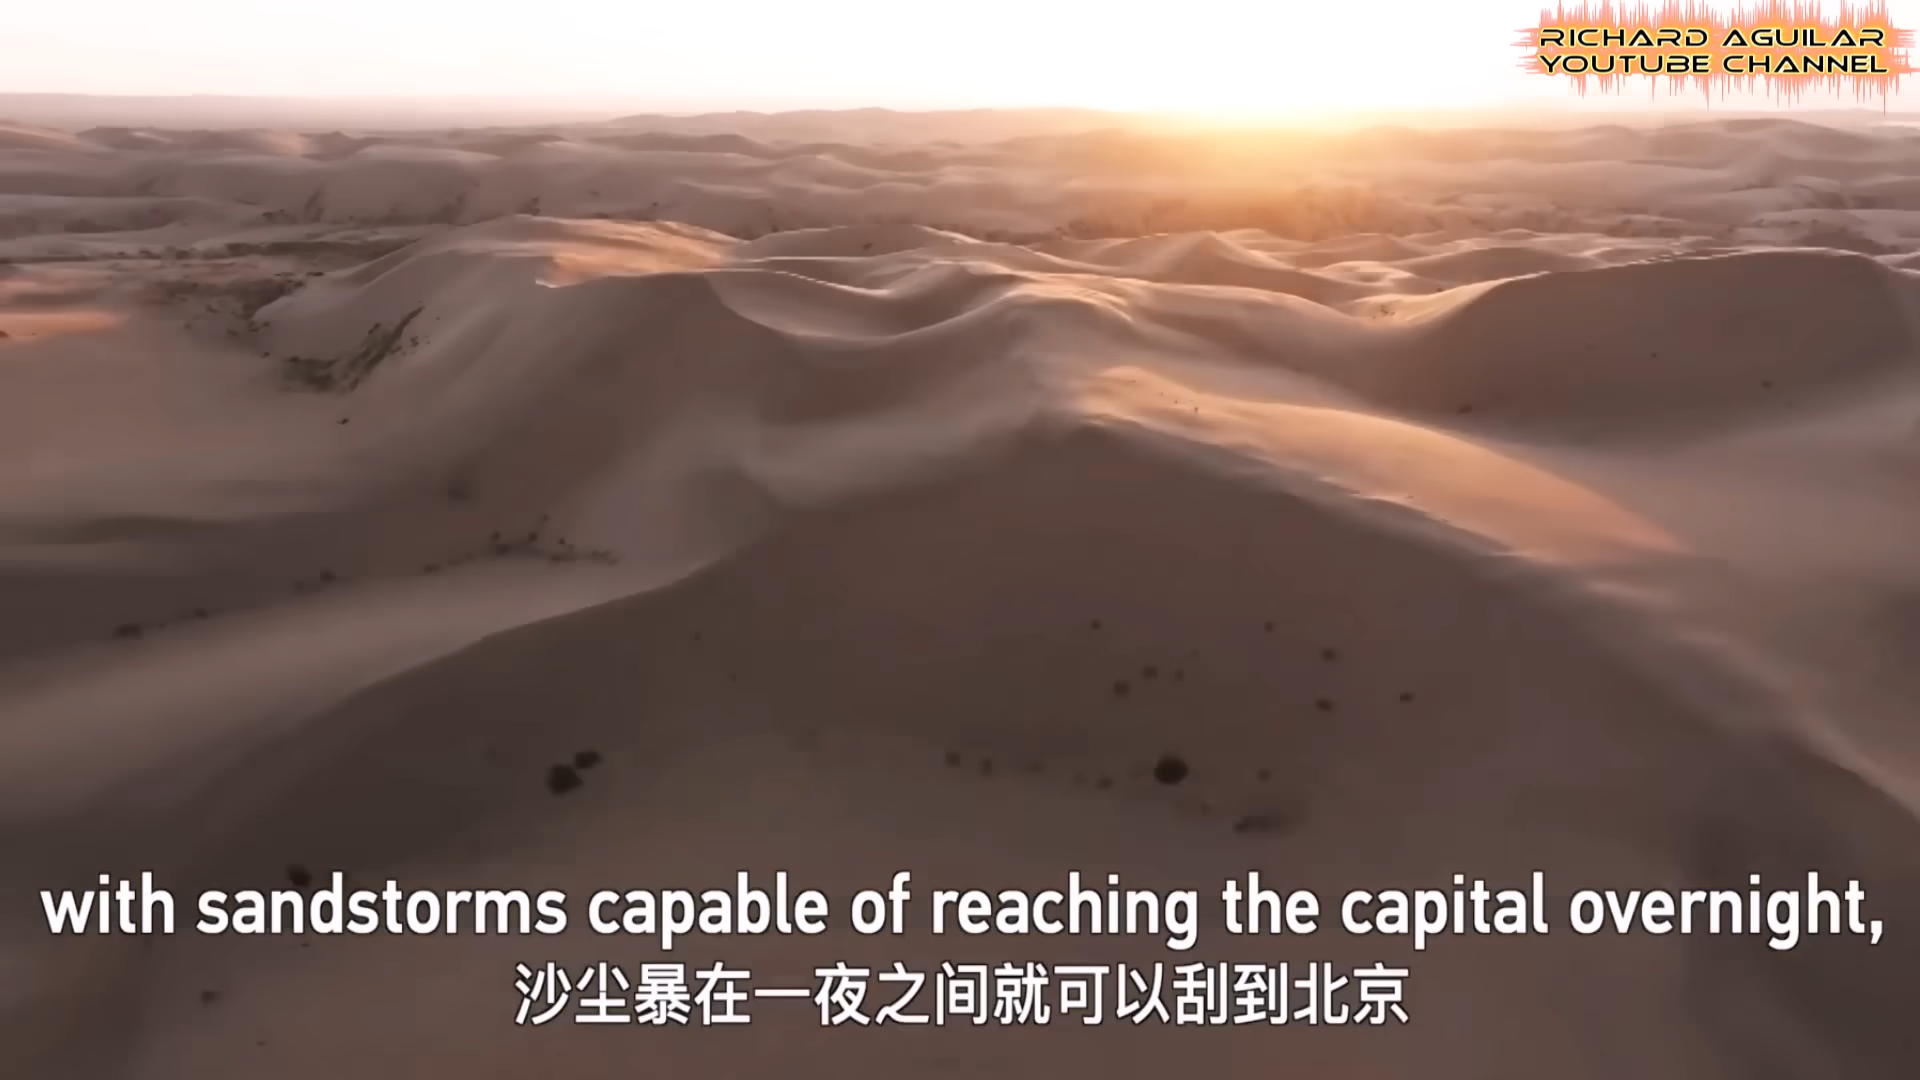 RICHARD AGUILAR
YOUTUBE CHANNEL
with sandstorms capable of reaching the capital overnight,
沙尘暴在一夜之间就可以刮到北京